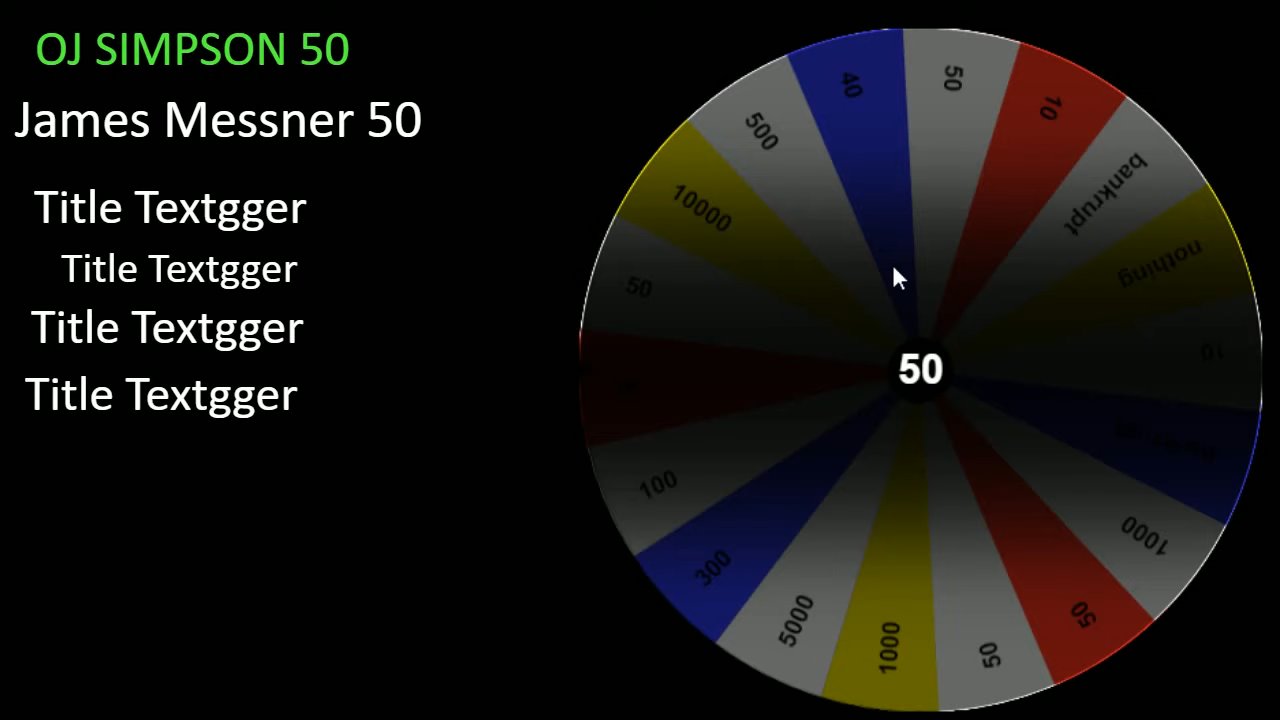 OJ SIMPSON 50
James Messner 50
Title Textgger
Title Textgger
Title Textgger
Title Textgger
40
50
10
bankrupt
nothing
10
1000
50
50
1000
5000
300
100
50
10000
500
50